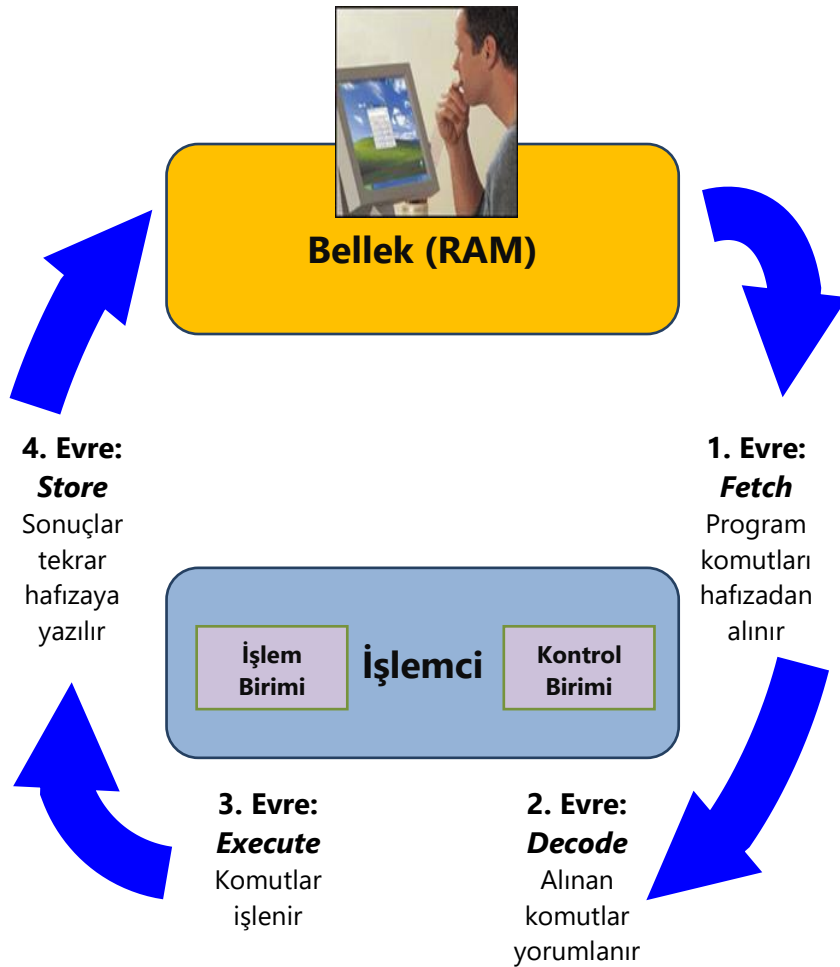 Bellek (RAM)
1. Evre:
Fetch
Program
komutları
hafızadan
alınır
2. Evre:
Decode
Alınan
komutlar
yorumlanır
3. Evre:
Execute
Komutlar
işlenir
4. Evre:
Store
Sonuçlar
tekrar
hafızaya
yazılır
İşlem
Birimi
İşlemci
Kontrol
Birimi